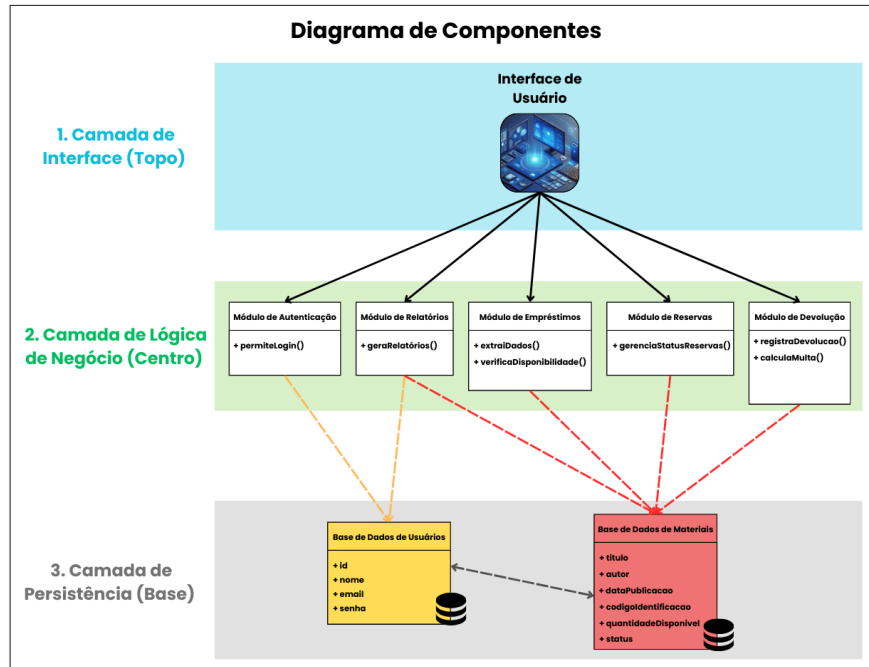 Diagrama de Componentes
Interface de
Usuário
1. Camada de
Interface (Topo)
2. Camada de Lógica
de Negócio (Centro)
Módulo de Autenticação
+ permiteLogin()
Módulo de Relatórios
+ geraRelatórios()
Módulo de Empréstimos
+ extraiDados()
+ verificaDisponibilidade()
Módulo de Reservas
+ gerenciaStatusReservas()
Módulo de Devolução
+ registraDevolucao()
+ calculaMulta()
3. Camada de
Persistência (Base)
Base de Dados de Usuários
+ id
+ nome
+ email
+ senha
Base de Dados de Materiais
+ titulo
+ autor
+ dataPublicacao
+ codigoIdentificacao
+ quantidadeDisponivel
+ status